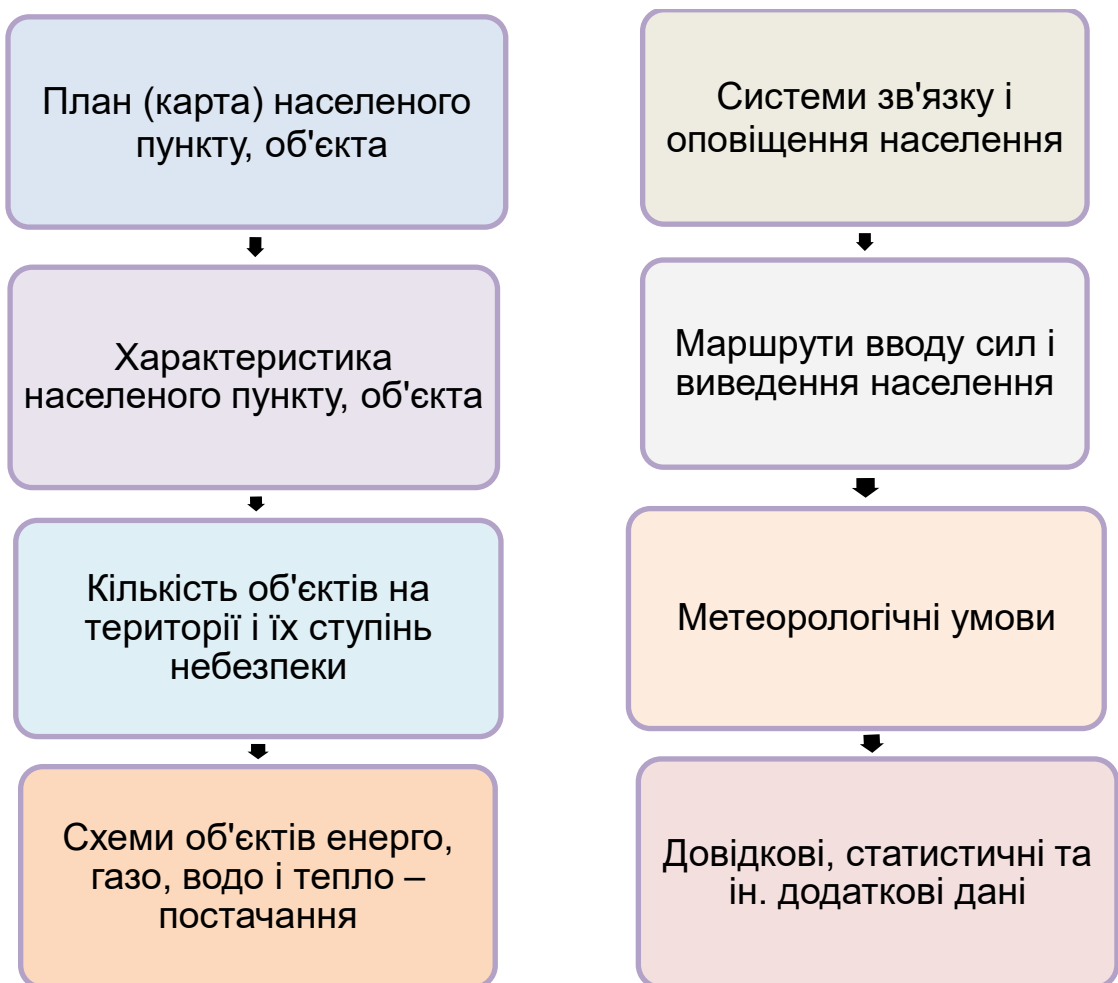 План (карта) населеного
пункту, об'єкта
Характеристика
населеного пункту, об'єкта
Кількість об'єктів на
території і їх ступінь
небезпеки
Схеми об'єктів енерго,
газо, водо і тепло –
постачання
Системи зв'язку і
оповіщення населення
Маршрути вводу сил і
виведення населення
Метеорологічні умови
Довідкові, статистичні та
ін. додаткові дані